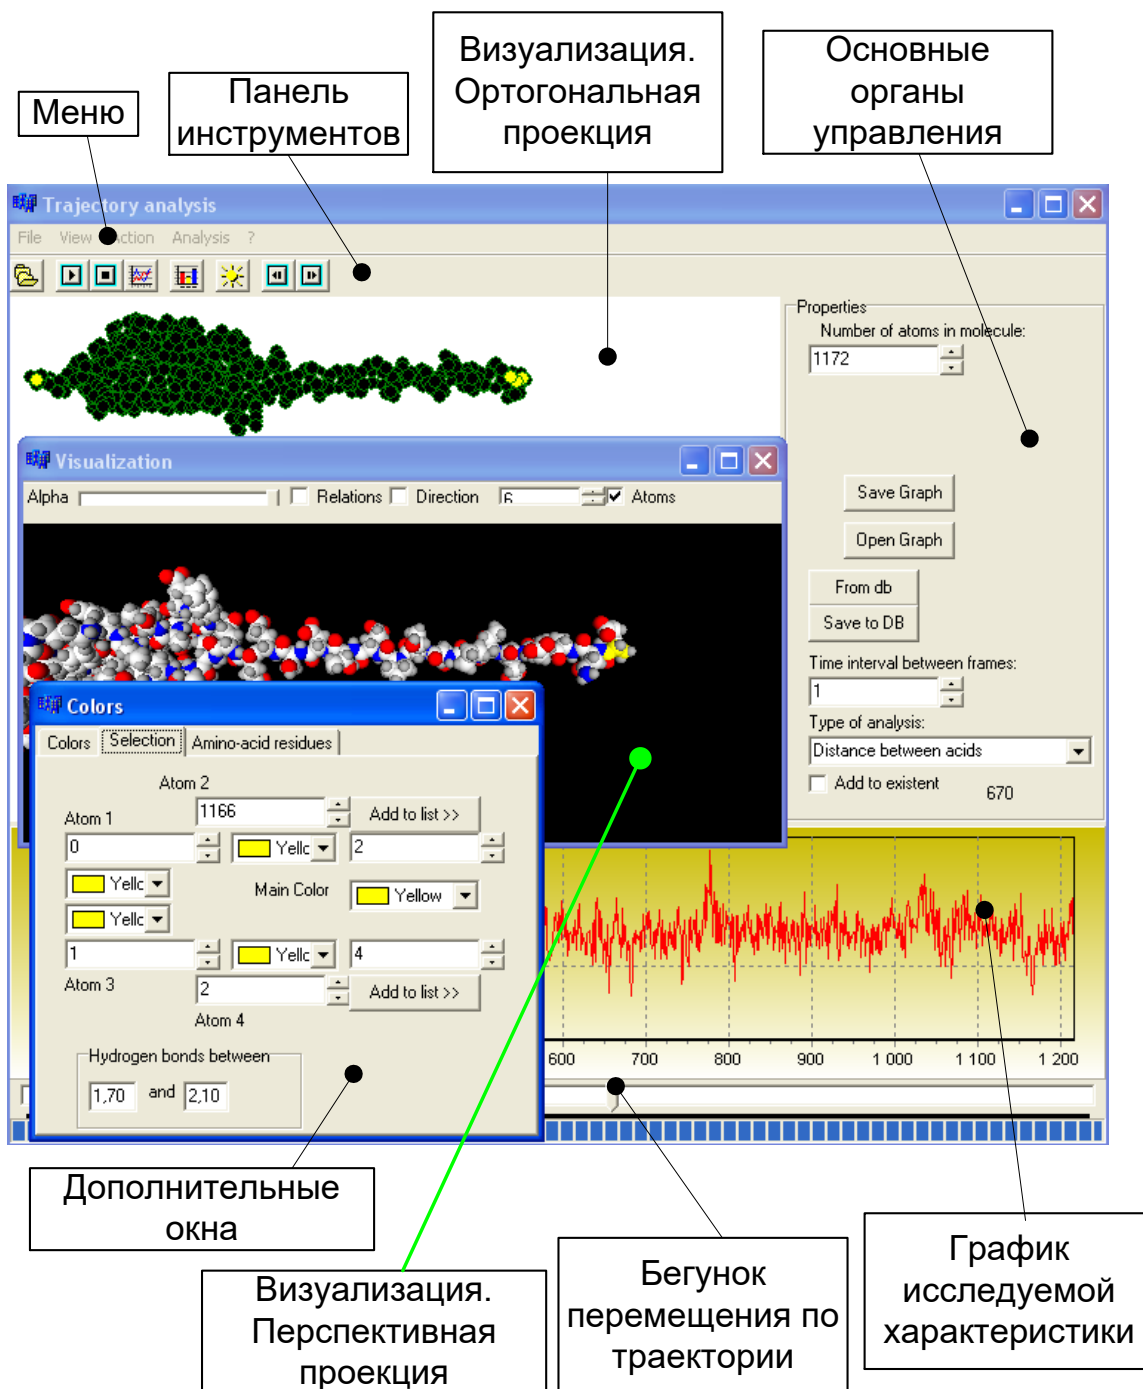 Визуализация.
Ортогональная
проекция
Основные
органы
управления
Меню
Панель
инструментов
Trajectory analysis
File View Action Analysis ?
Properties
Number of atoms in molecule:
1172
Visualization
Alpha Relations Direction 6 Atoms
Save Graph
Open Graph
From db
Save to DB
Time interval between frames:
1
Type of analysis:
Distance between acids
Add to existent 670
Colors
Colors Selection Amino-acid residues
Atom 2
1166 Add to list >>
Atom 1
0 Yellc 2
Yellc Main Color Yellow
Yellc
1 Yellc 4
Atom 3 2 Add to list >>
Atom 4
Hydrogen bonds between
1,70 and 2,10
600 700 800 900 1 000 1 100 1 200
Дополнительные
окна
Визуализация.
Перспективная
проекция
Бегунок
перемещения по
траектории
График
исследуемой
характеристики